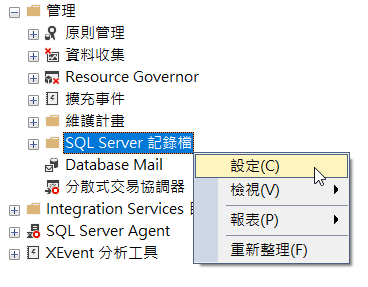 管理
原則管理
資料收集
Resource Governor
擴充事件
維護計畫
SQL Server 記錄檔
Database Mail
分散式交易協調器
Integration Services
SQL Server Agent
XEvent 分析工具
設定(C)
檢視(V)
報表(P)
重新整理(F)